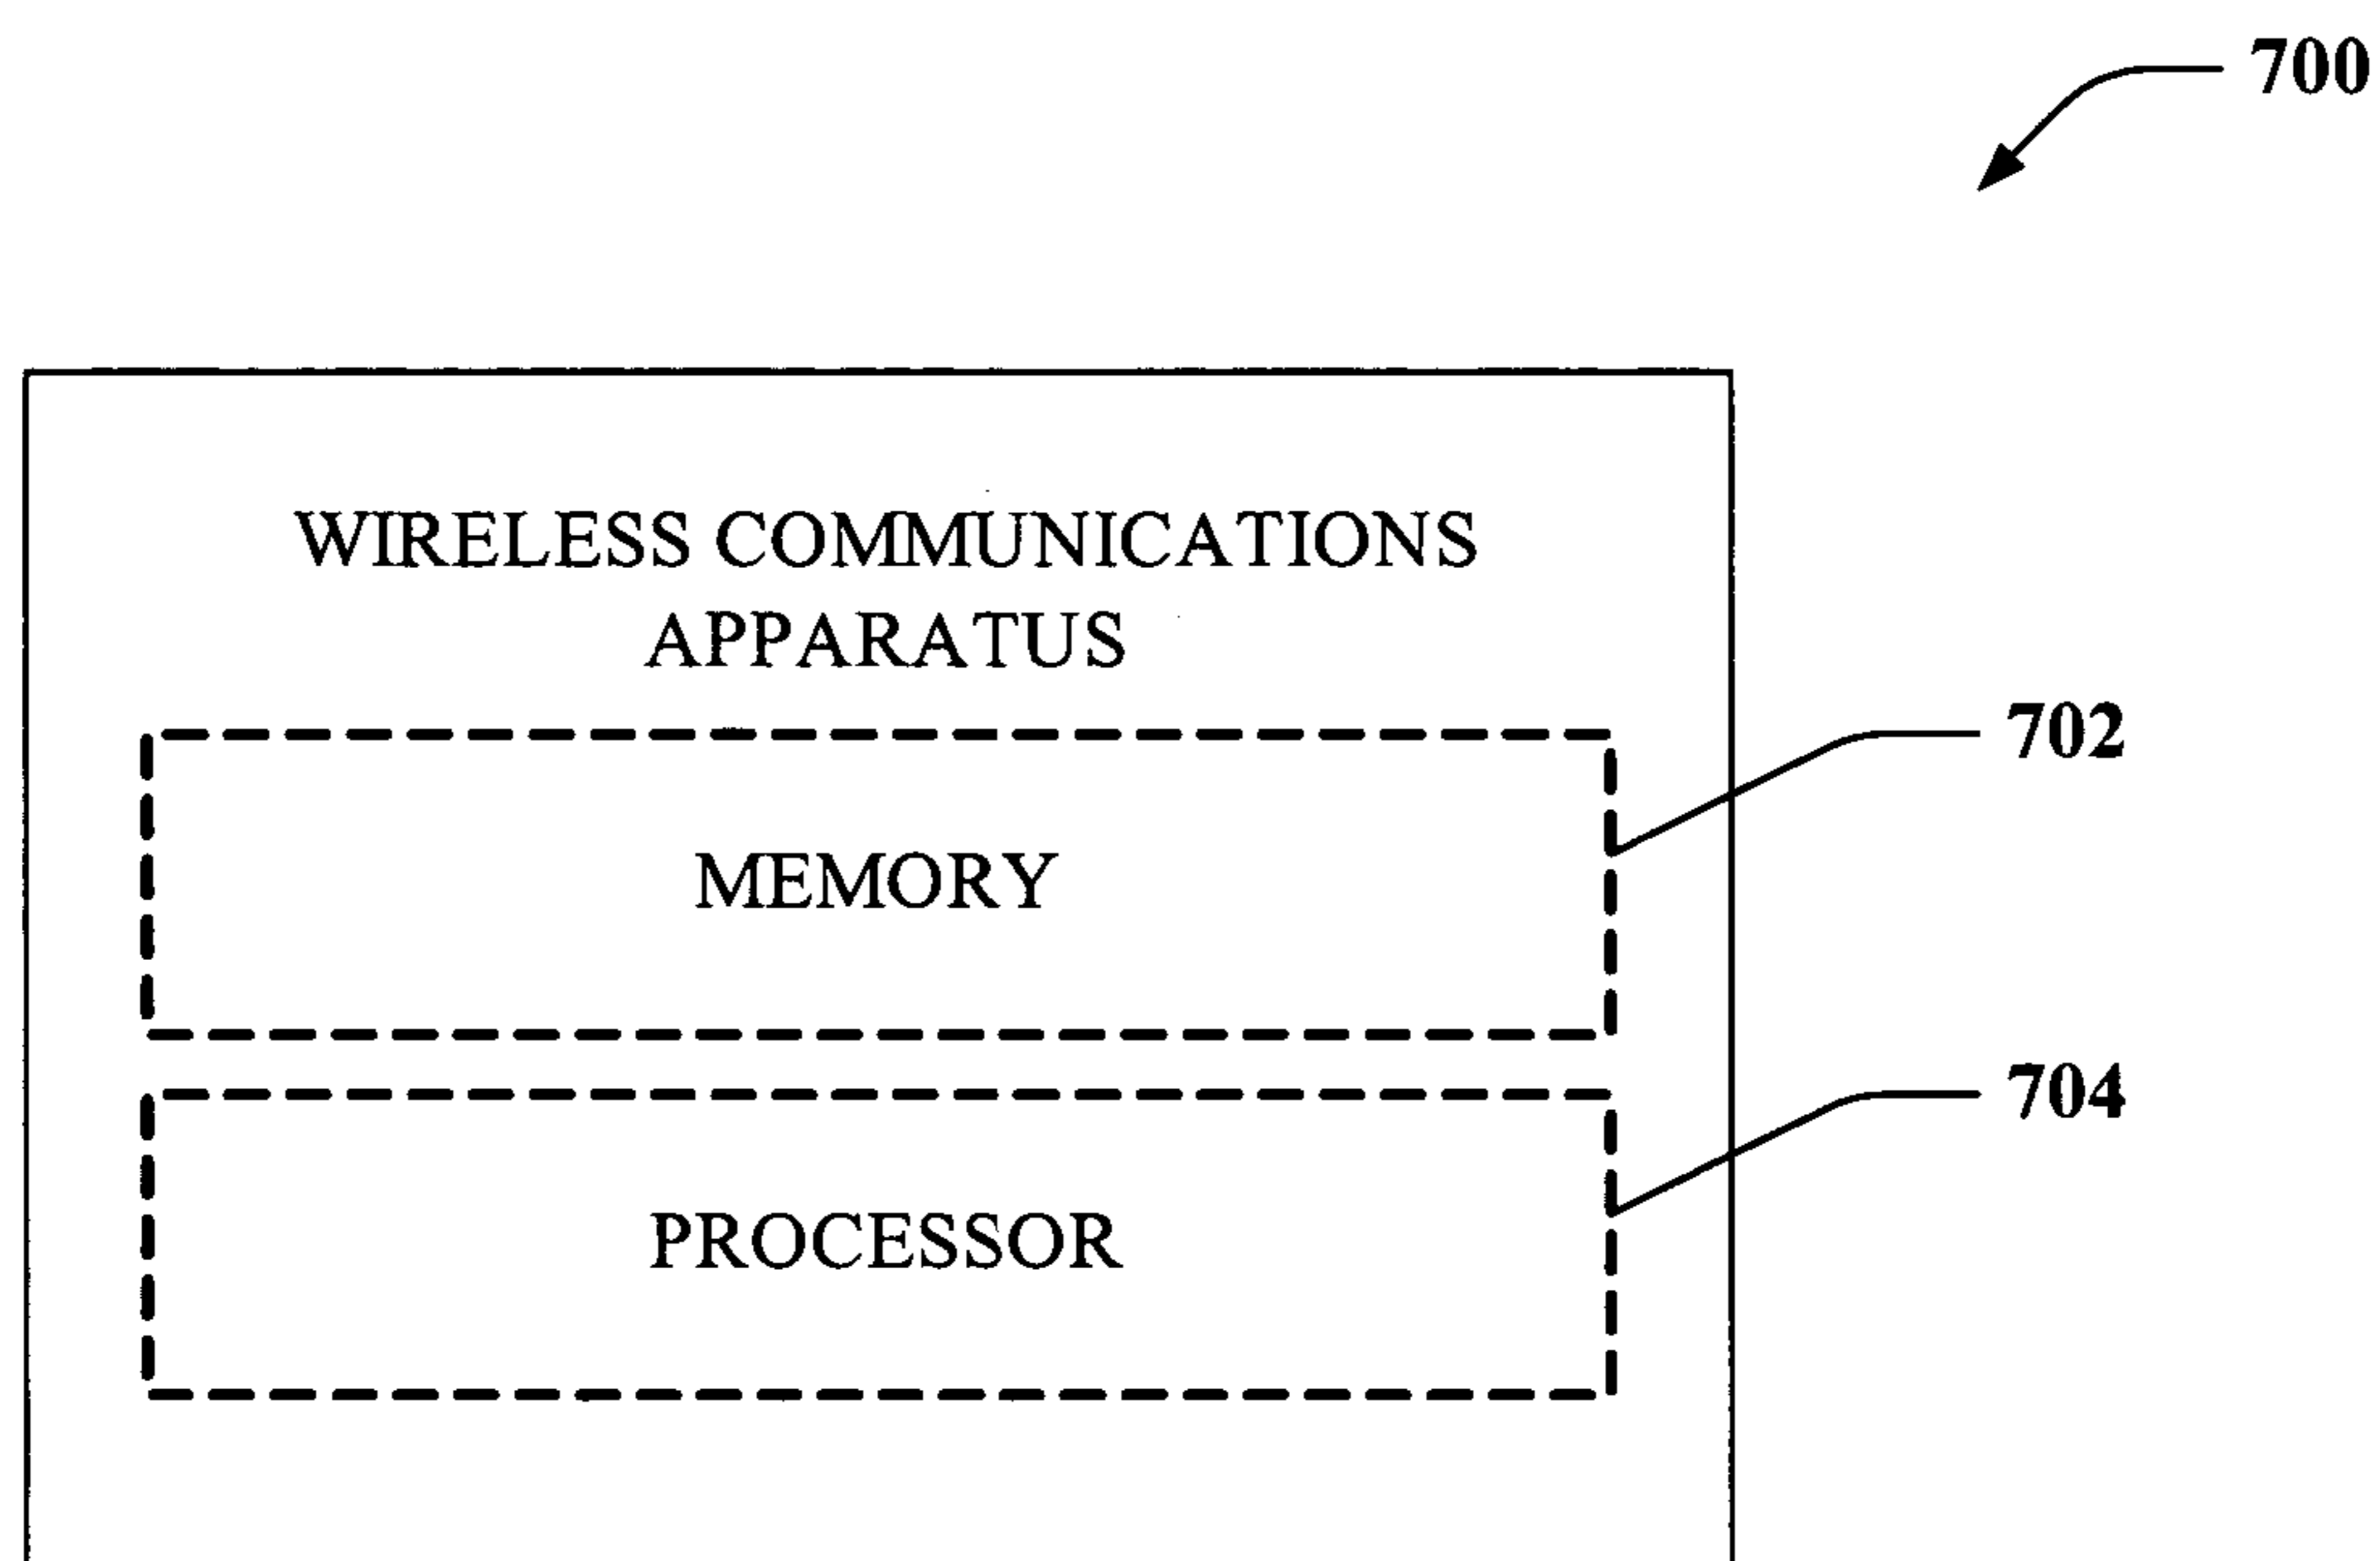 700
WIRELESS COMMUNICATIONS
APPARATUS
702
MEMORY
704
PROCESSOR